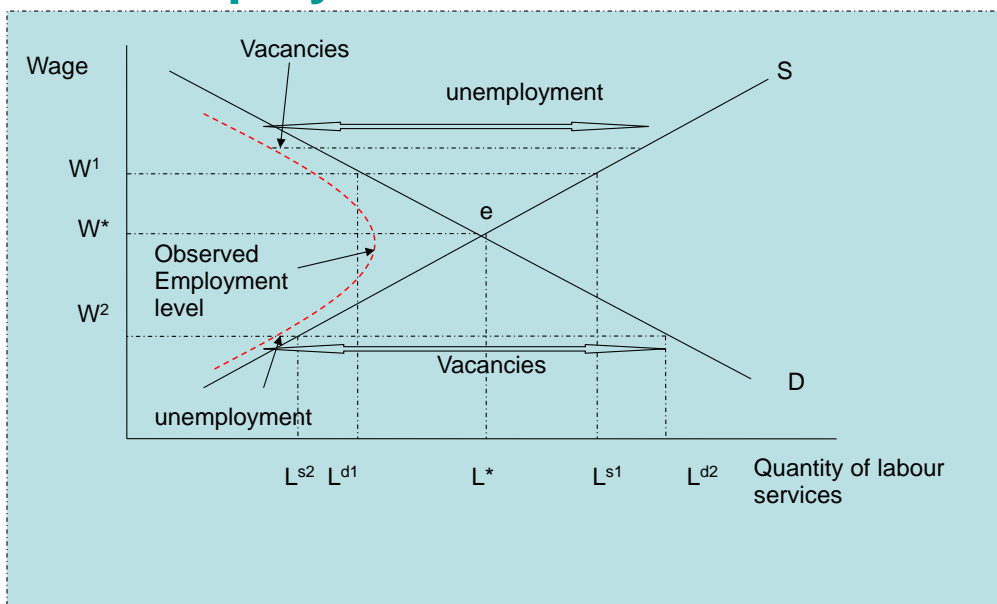 Vacancies
Wage
S
unemployment
W¹
e
W*
Observed
Employment
level
W²
Vacancies
D
unemployment
Lˢ² Lᵈ¹ L* Lˢ¹ Lᵈ² Quantity of labour
services